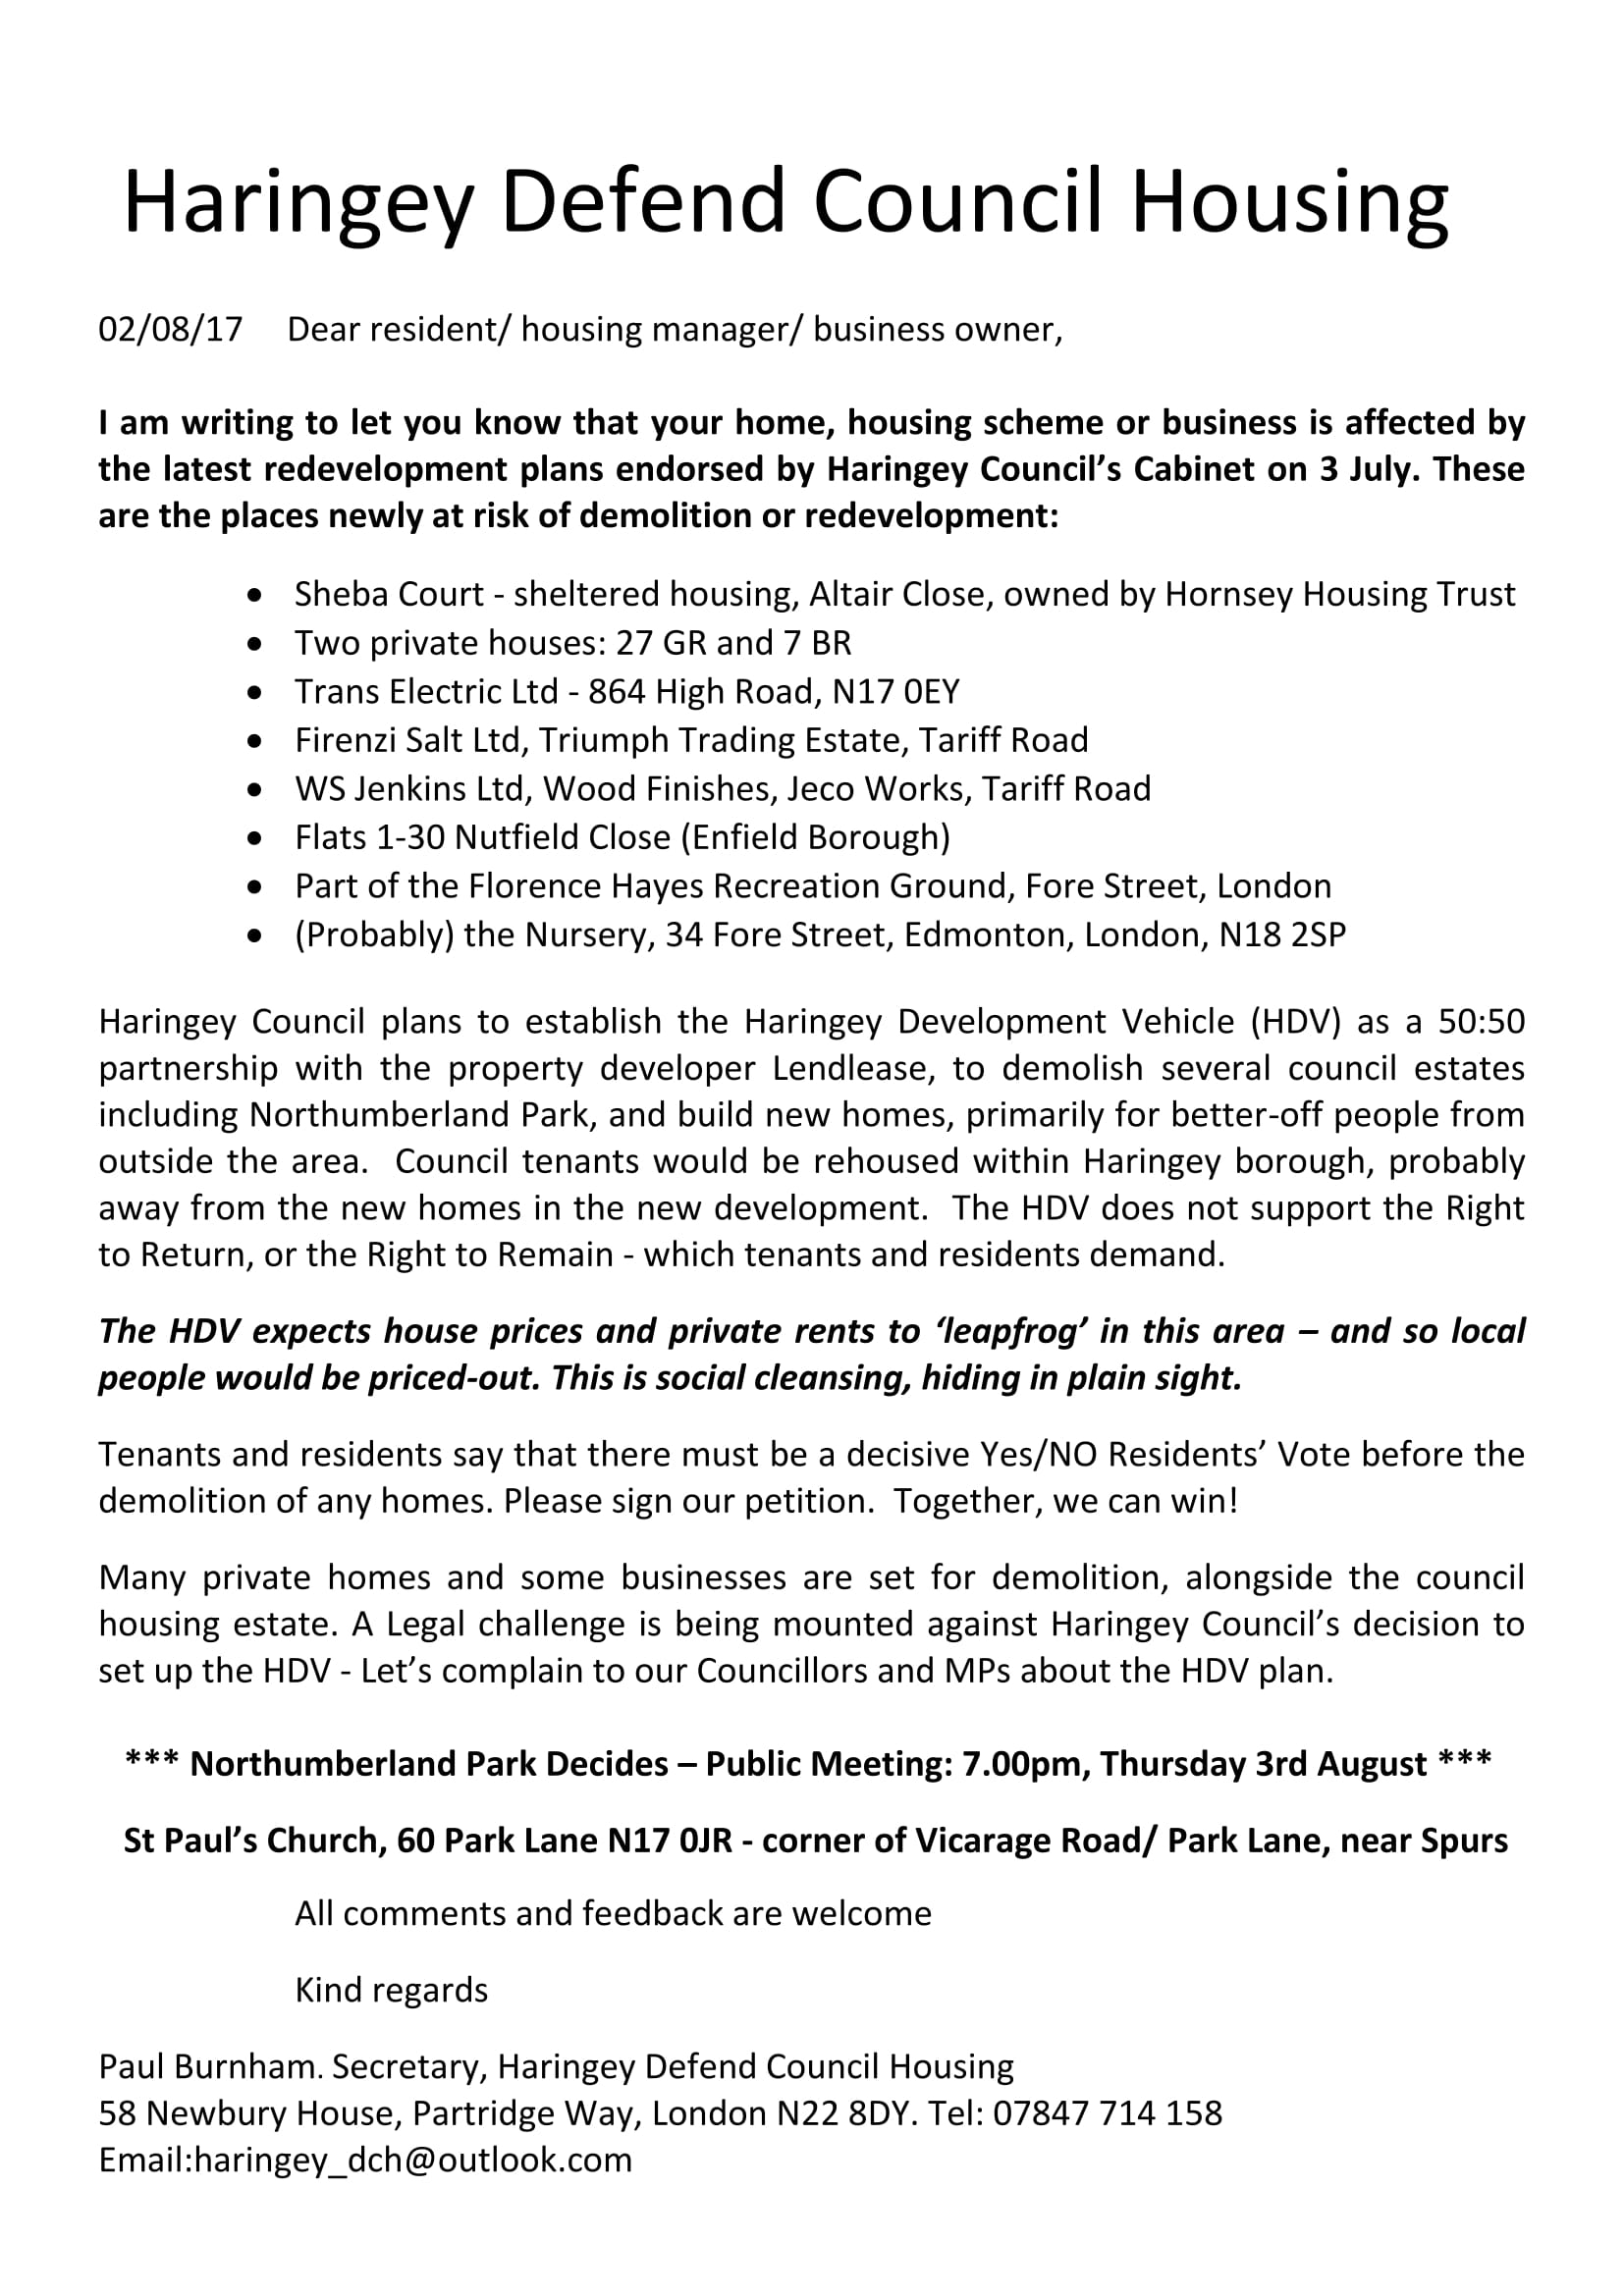 Haringey Defend Council Housing
02/08/17 Dear resident/ housing manager/ business owner,
I am writing to let you know that your home, housing scheme or business is affected by
the latest redevelopment plans endorsed by Haringey Council’s Cabinet on 3 July. These
are the places newly at risk of demolition or redevelopment:
• Sheba Court - sheltered housing, Altair Close, owned by Hornsey Housing Trust
• Two private houses: 27 GR and 7 BR
• Trans Electric Ltd - 864 High Road, N17 0EY
• Firenzi Salt Ltd, Triumph Trading Estate, Tariff Road
• WS Jenkins Ltd, Wood Finishes, Jeco Works, Tariff Road
• Flats 1-30 Nutfield Close (Enfield Borough)
• Part of the Florence Hayes Recreation Ground, Fore Street, London
• (Probably) the Nursery, 34 Fore Street, Edmonton, London, N18 2SP
Haringey Council plans to establish the Haringey Development Vehicle (HDV) as a 50:50
partnership with the property developer Lendlease, to demolish several council estates
including Northumberland Park, and build new homes, primarily for better-off people from
outside the area. Council tenants would be rehoused within Haringey borough, probably
away from the new homes in the new development. The HDV does not support the Right
to Return, or the Right to Remain - which tenants and residents demand.
The HDV expects house prices and private rents to ‘leapfrog’ in this area – and so local
people would be priced-out. This is social cleansing, hiding in plain sight.
Tenants and residents say that there must be a decisive Yes/NO Residents’ Vote before the
demolition of any homes. Please sign our petition. Together, we can win!
Many private homes and some businesses are set for demolition, alongside the council
housing estate. A Legal challenge is being mounted against Haringey Council’s decision to
set up the HDV - Let’s complain to our Councillors and MPs about the HDV plan.
*** Northumberland Park Decides – Public Meeting: 7.00pm, Thursday 3rd August ***
St Paul’s Church, 60 Park Lane N17 0JR - corner of Vicarage Road/ Park Lane, near Spurs
All comments and feedback are welcome
Kind regards
Paul Burnham. Secretary, Haringey Defend Council Housing
58 Newbury House, Partridge Way, London N22 8DY. Tel: 07847 714 158
Email:haringey_dch@outlook.com